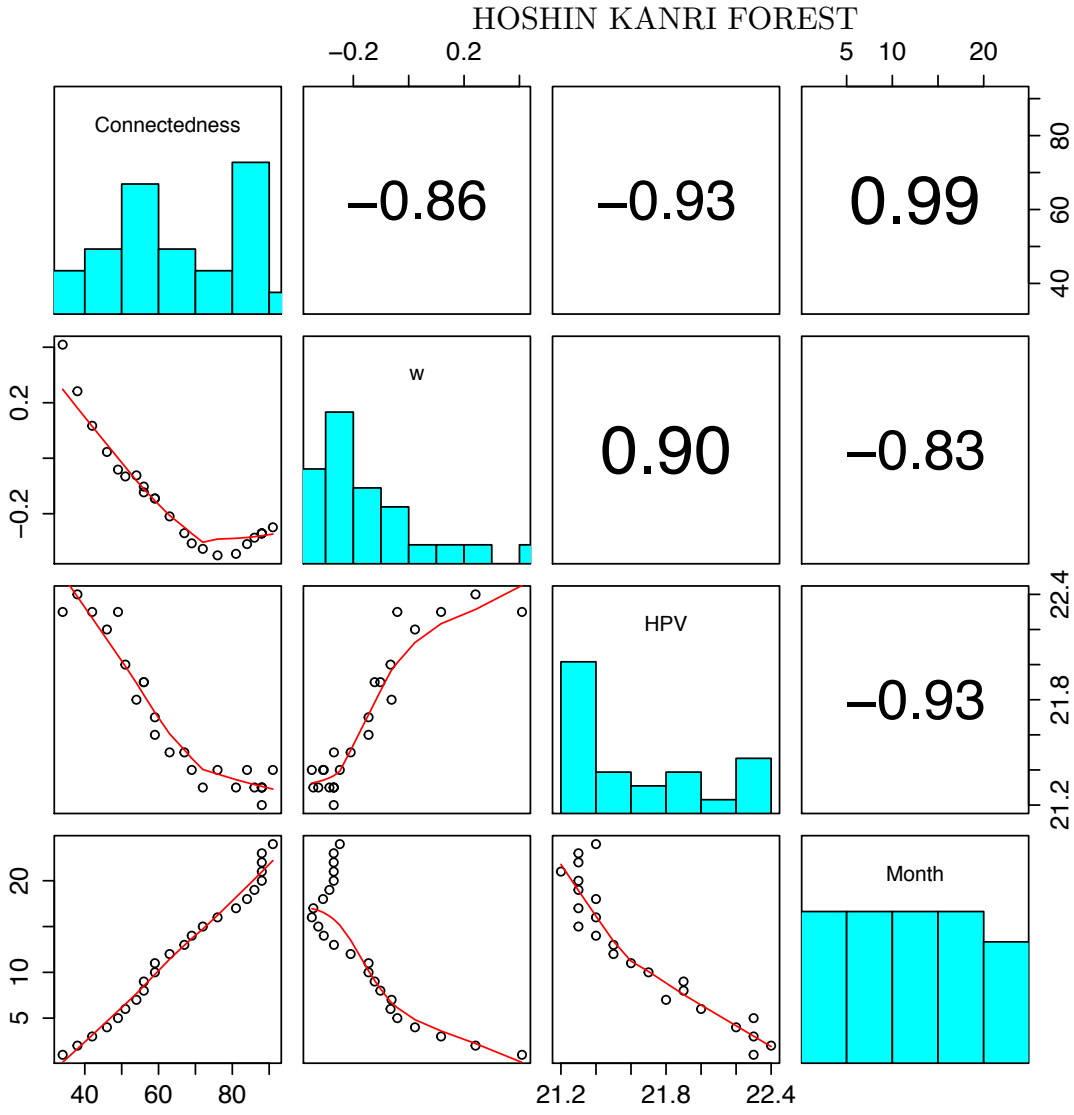 HOSHIN KANRI FOREST
−0.2 0.2 5 10 20
Connectedness
−0.86 −0.93 0.99
40 60 80
−0.2 0.2
w
0.90 −0.83
HPV
−0.93
21.2 21.8 22.4
5 10 20
Month
40 60 80 21.2 21.8 22.4